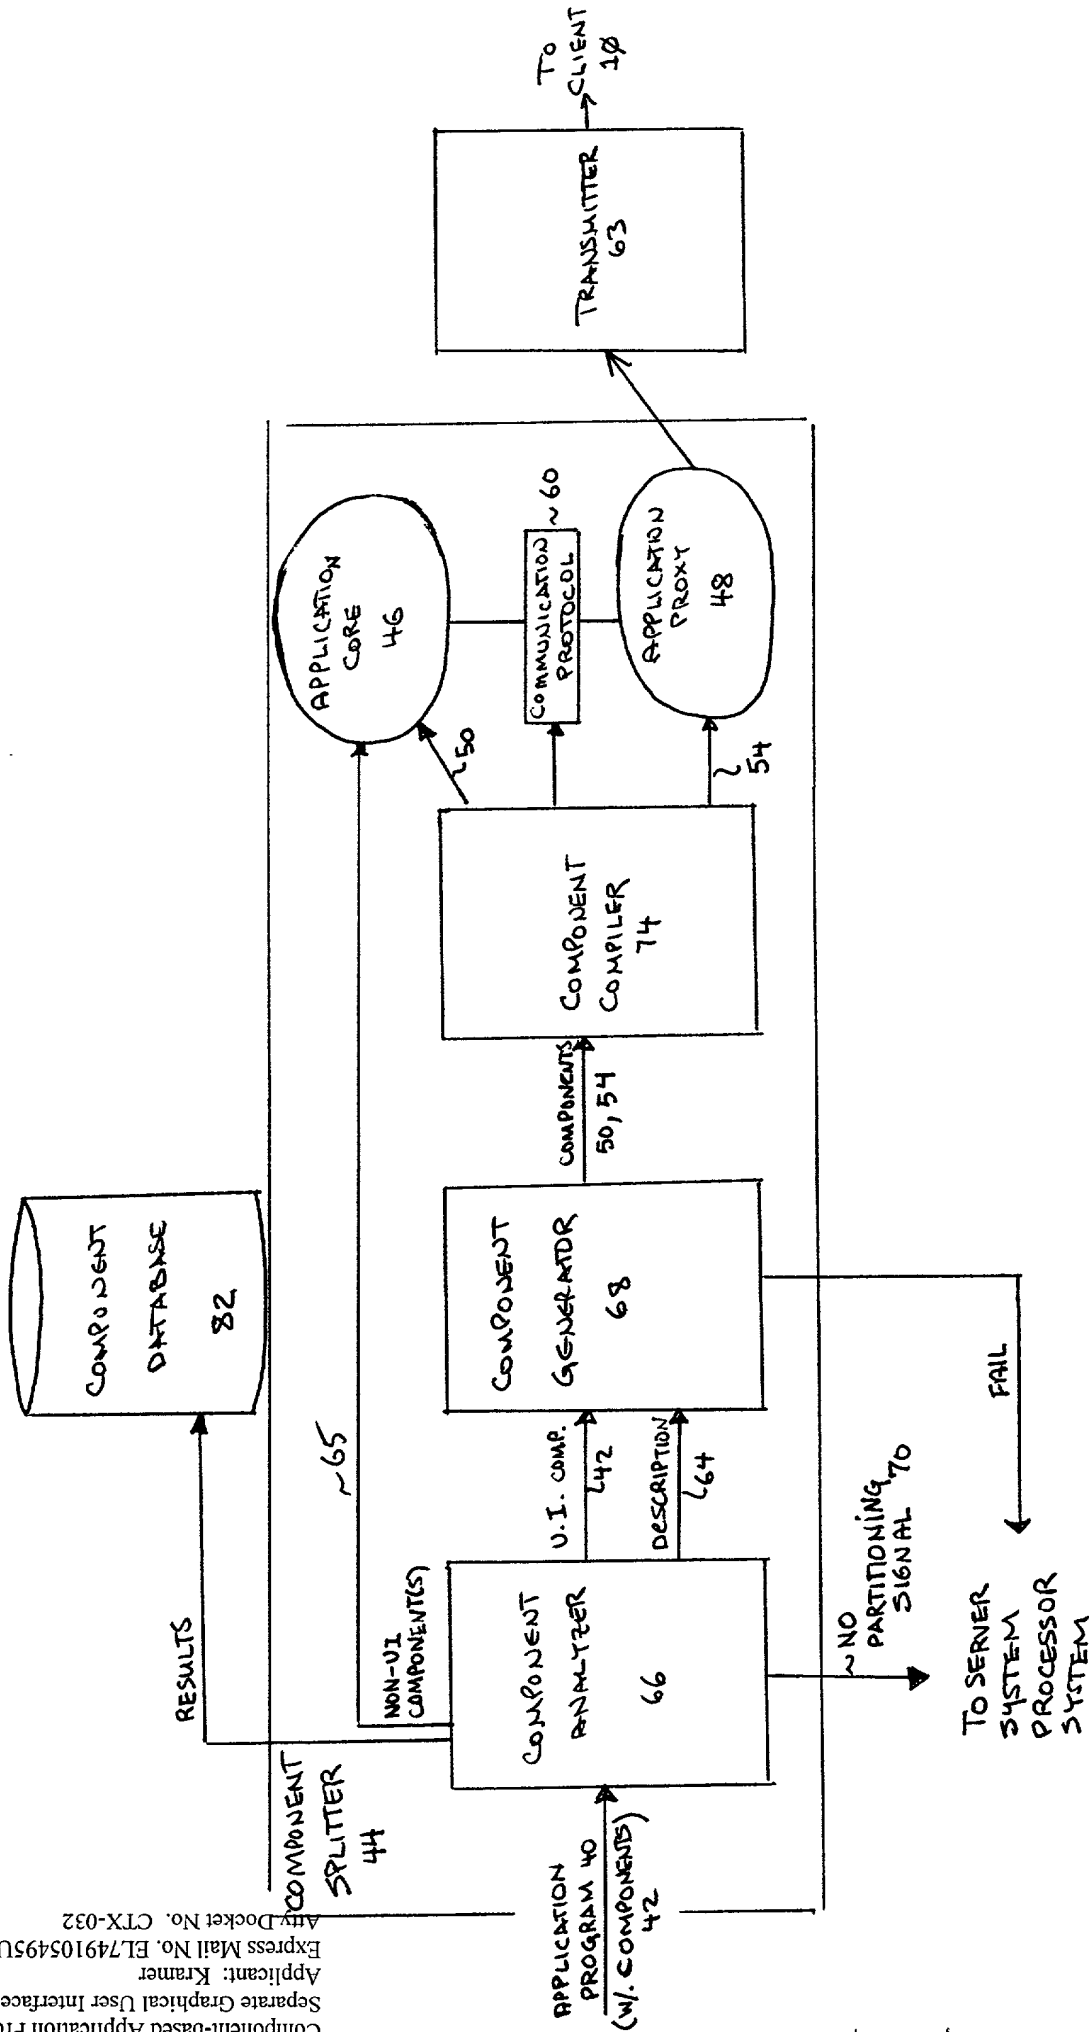 Component-based Application Pro
Separate Graphical User Interface
Applicant: Kramer
Express Mail No. EL749105495U
Atty Docket No. CTX-032
COMPONENT
DATABASE
82
RESULTS
~65
COMPONENT
SPLITTER
44
NON-UI
COMPONENT(S)
APPLICATION
PROGRAM 40
(W/. COMPONENTS)
42
COMPONENT
ANALYZER
66
U.I. COMP.
42
DESCRIPTION
64
COMPONENT
GENERATOR
68
COMPONENTS
50, 54
COMPONENT
COMPILER
74
~50
54
APPLICATION
CORE
46
COMMUNICATION
PROTOCOL
~60
APPLICATION
PROXY
48
TRANSMITTER
63
TO
CLIENT
10
~NO
PARTITIONING
SIGNAL 70
FAIL
TO SERVER
SYSTEM
PROCESSOR
SYSTEM